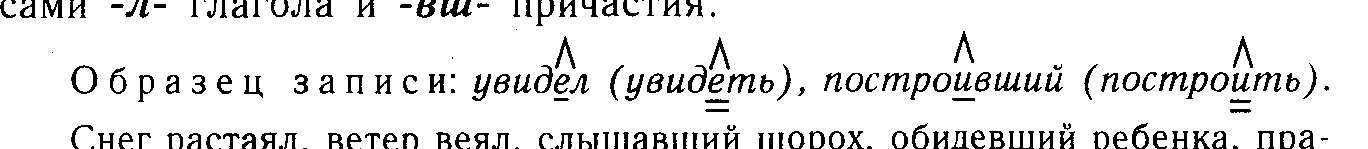 сами -л- глагола и -вш- причастия.
Образец записи: увидел (увидеть), построивший (построить).
Снег растаял, ветер веял, слышавший шорох, обидевший ребенка, пра-